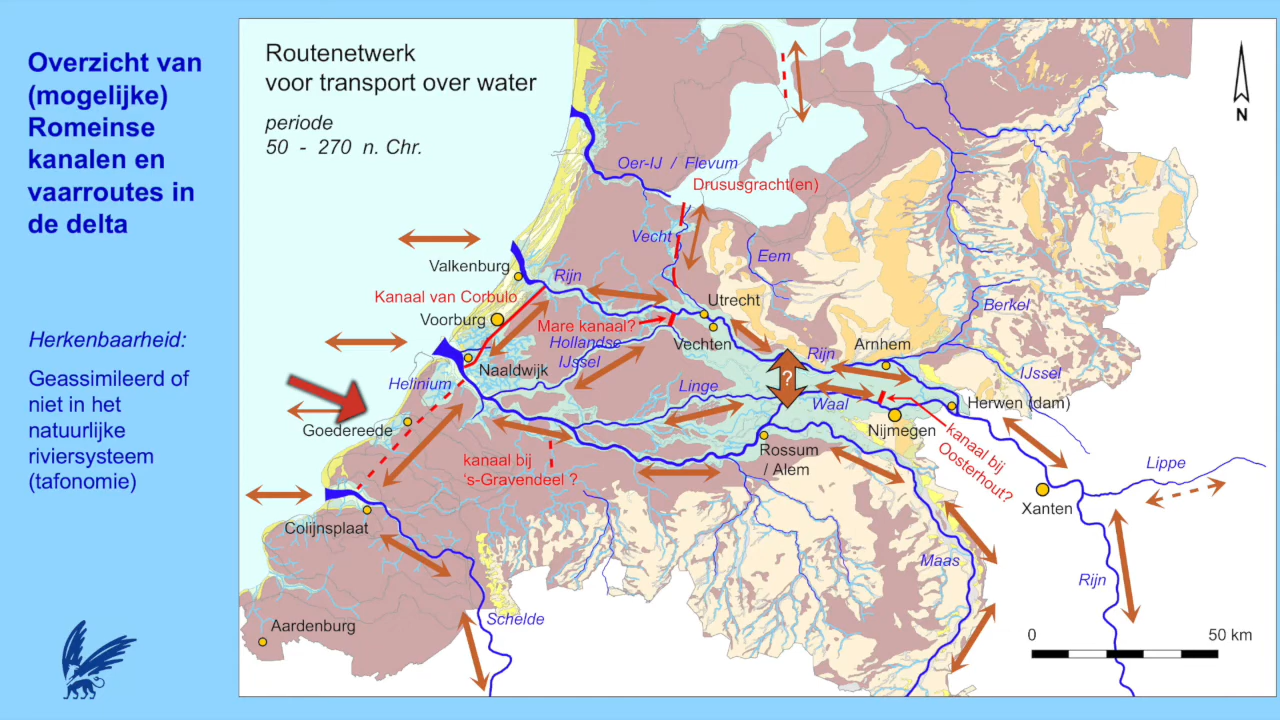 Overzicht van
(mogelijke)
Romeinse
kanalen en
vaarroutes in
de delta
Herkenbaarheid:
Geassimileerd of
niet in het
natuurlijke
riviersysteem
(tafonomie)
Routenetwerk
voor transport over water
periode
50 - 270 n. Chr.
N
Oer-IJ / Flevum
Drususgracht(en)
Vecht
Eem
Valkenburg
Rijn
Kanaal van Corbulo
Utrecht
Berkel
Voorburg
Mare kanaal?
Hollandse
IJssel
Vechten
Rijn
Arnhem
Naaldwijk
?
IJssel
Helinium
Linge
Waal
Herwen (dam)
Goedereede
Nijmegen
kanaal bij
Oosterhout?
kanaal bij
's-Gravendeel ?
Rossum
/ Alem
Lippe
Xanten
Colijnsplaat
Maas
Rijn
Schelde
Aardenburg
0
50 km